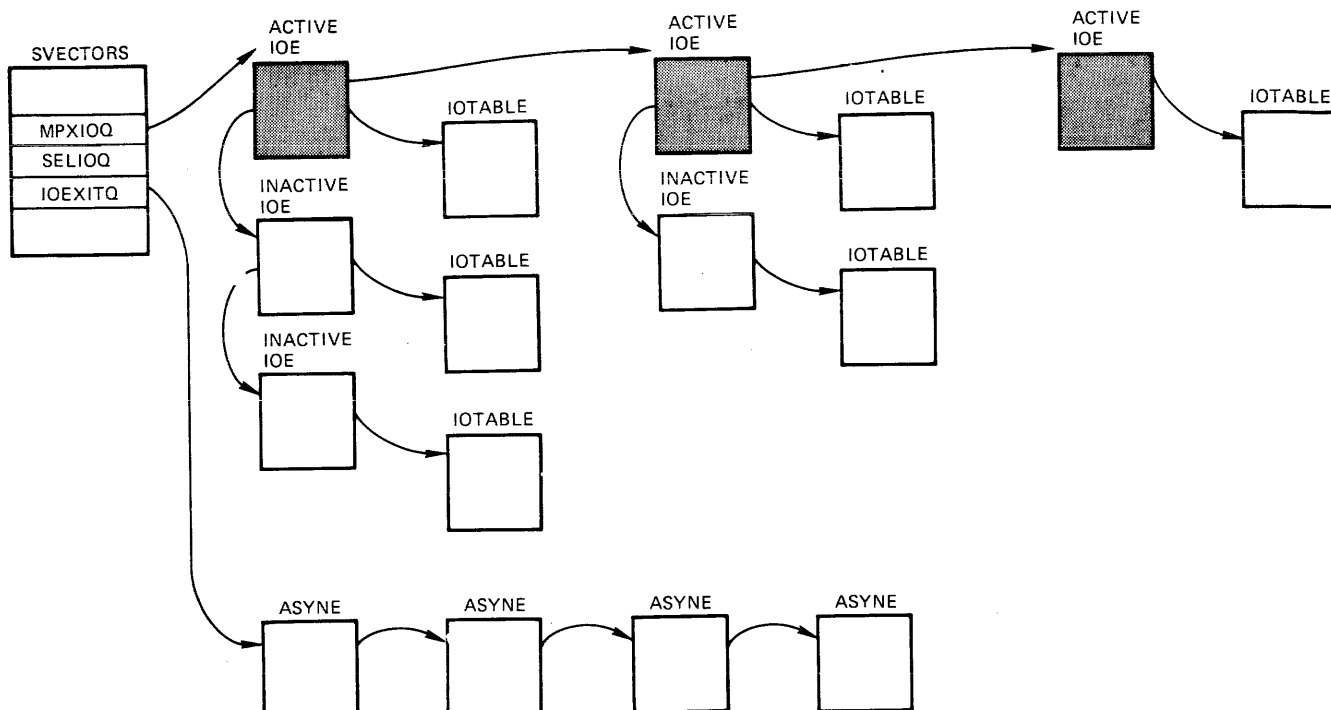 SVECTORS
MPXIOQ
SELIOQ
IOEXITQ
ACTIVE
IOE
IOTABLE
INACTIVE
IOE
IOTABLE
INACTIVE
IOE
IOTABLE
ACTIVE
IOE
IOTABLE
INACTIVE
IOE
IOTABLE
ACTIVE
IOE
IOTABLE
ASYNE
ASYNE
ASYNE
ASYNE